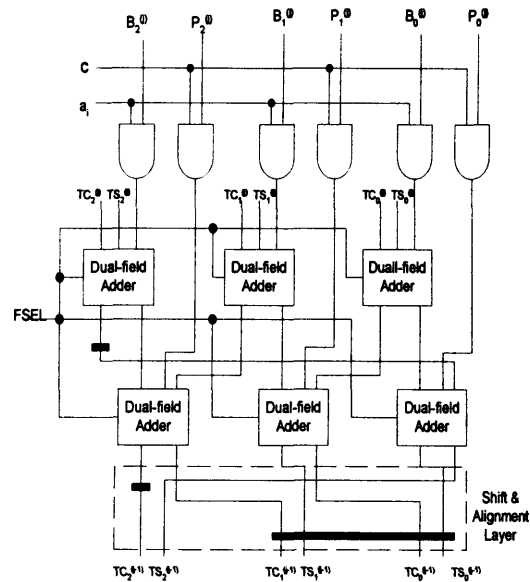 B₂⁽ʲ⁾ P₂⁽ʲ⁾ B₁⁽ʲ⁾ P₁⁽ʲ⁾ B₀⁽ʲ⁾ P₀⁽ʲ⁾
C
aᵢ
TC₂⁽ʲ⁾ TS₂⁽ʲ⁾ TC₁⁽ʲ⁾ TS₁⁽ʲ⁾ TC₀⁽ʲ⁾ TS₀⁽ʲ⁾
Dual-field Dual-field Duall-field
Adder Adder Adder
FSEL
Dual-field Dual-field Dual-field
Adder Adder Adder
Shift &
Alignment
Layer
TC₂⁽ʲ⁻¹⁾ TS₂⁽ʲ⁻¹⁾ TC₁⁽ʲ⁻¹⁾ TS₁⁽ʲ⁻¹⁾ TC₀⁽ʲ⁻¹⁾ TS₀⁽ʲ⁻¹⁾